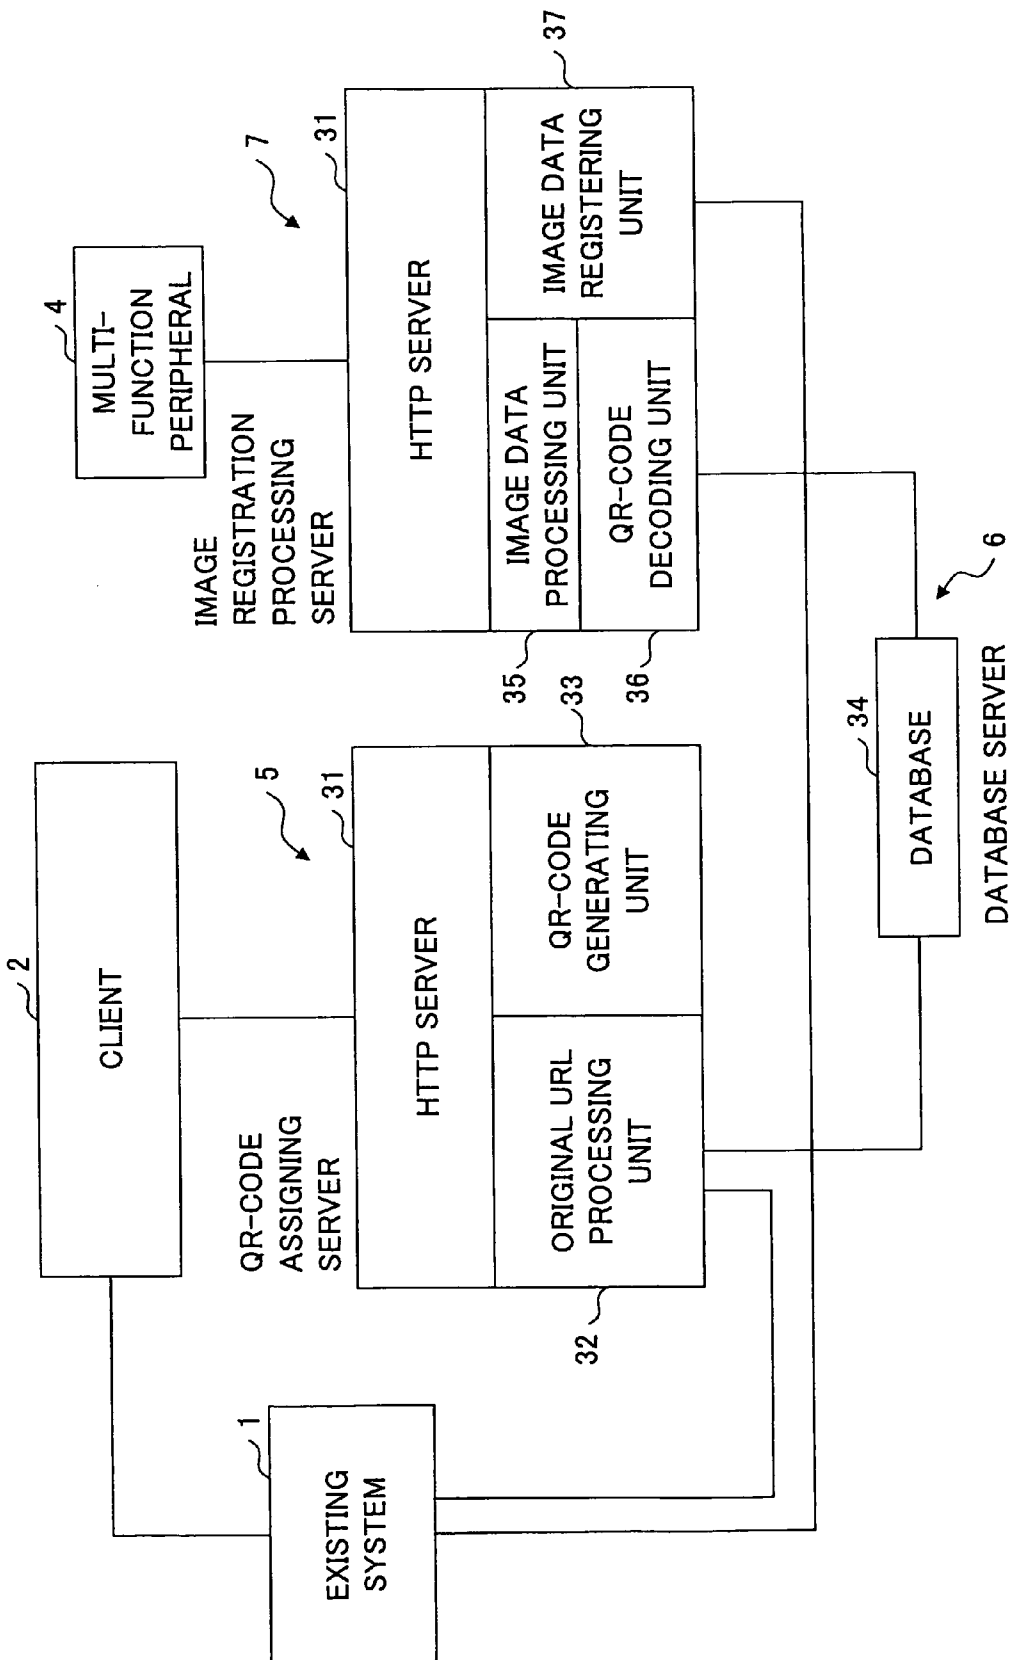 2
CLIENT
4
MULTI-
FUNCTION
PERIPHERAL
1
EXISTING
SYSTEM
QR-CODE
ASSIGNING
SERVER
5
31
HTTP SERVER
ORIGINAL URL
PROCESSING
UNIT
32
QR-CODE
GENERATING
UNIT
33
IMAGE
REGISTRATION
PROCESSING
SERVER
7
31
HTTP SERVER
IMAGE DATA
PROCESSING UNIT
35
QR-CODE
DECODING UNIT
36
IMAGE DATA
REGISTERING
UNIT
37
34
DATABASE
6
DATABASE SERVER